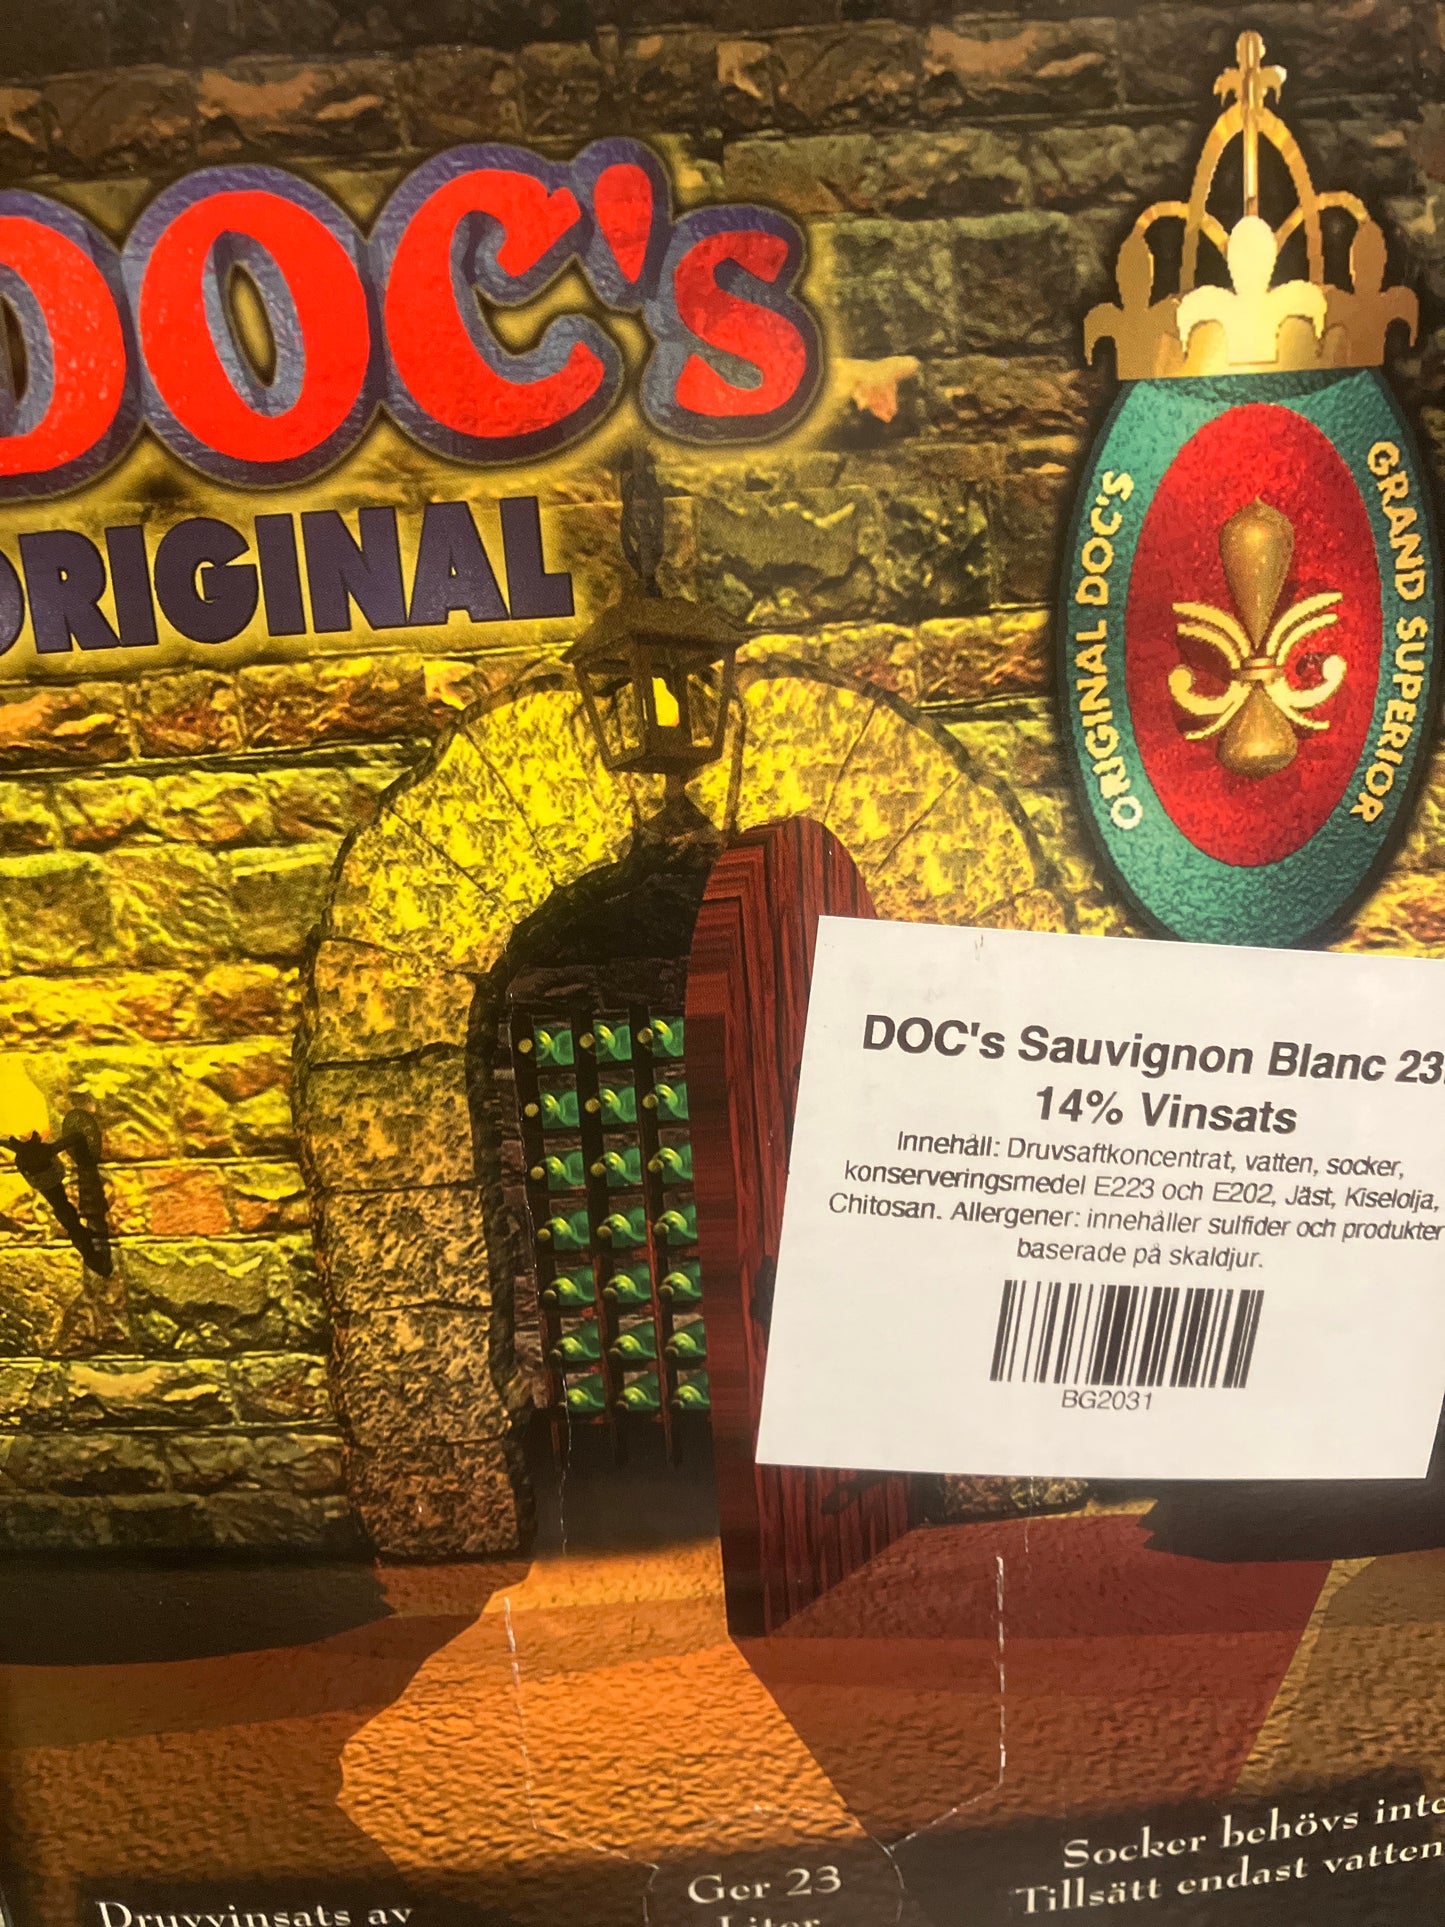 DOC's
ORIGINAL
ORIGINAL DOC'S
GRAND SUPERIOR
DOC's Sauvignon Blanc 23
14% Vinsats
Innehåll: Druvsaftkoncentrat, vatten, socker,
konserveringsmedel E223 och E202, Jäst, Kiselolja,
Chitosan. Allergener: innehåller sulfider och produkter
baserade på skaldjur.
BG2031
Socker behövs inte
Tillsätt endast vatten
Ger 23
Liter
Druvvinsats av